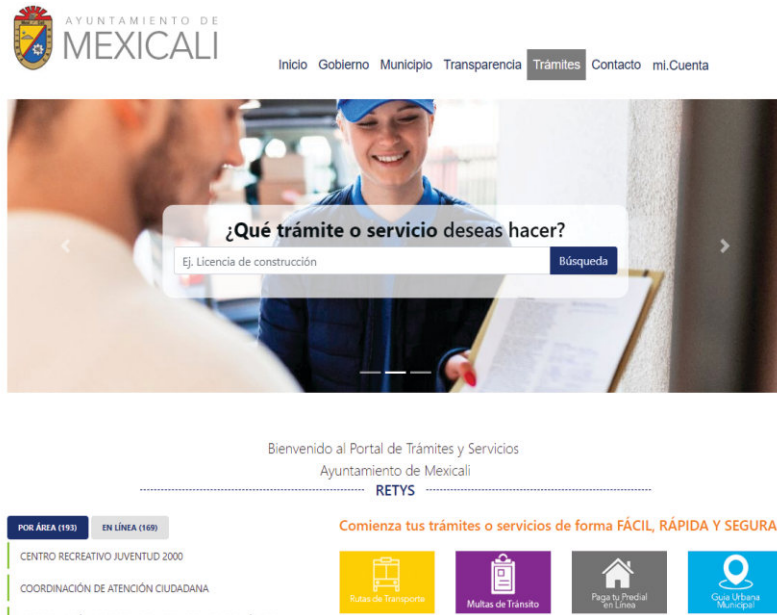 AYUNTAMIENTO DE
MEXICALI
Inicio Gobierno Municipio Transparencia Trámites Contacto mi.Cuenta
¿Qué trámite o servicio deseas hacer?
Ej. Licencia de construcción Búsqueda
Bienvenido al Portal de Trámites y Servicios
Ayuntamiento de Mexicali
RETYS
POR ÁREA (193) EN LÍNEA (169)
Comienza tus trámites o servicios de forma FÁCIL, RÁPIDA Y SEGURA
CENTRO RECREATIVO JUVENTUD 2000
COORDINACIÓN DE ATENCIÓN CIUDADANA
Rutas de Transporte
Multas de Tránsito
Paga tu Predial
en Línea
Guía Urbana
Municipal